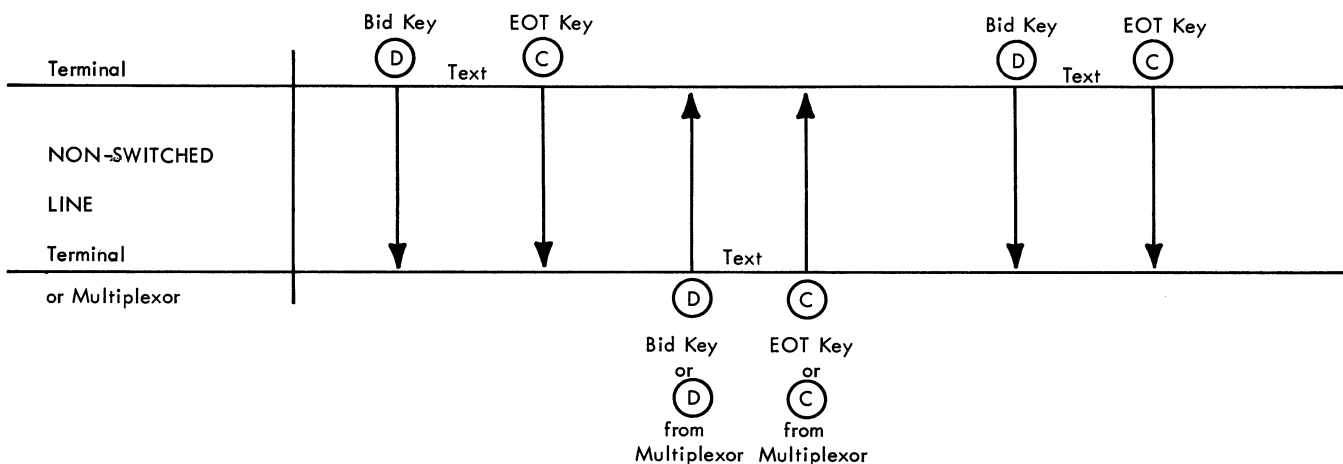 Bid Key EOT Key Bid Key EOT Key
D C D C
Terminal Text Text
NON-SWITCHED
LINE
Terminal Text
or Multiplexor D C
Bid Key EOT Key
or or
D C
from from
Multiplexor Multiplexor